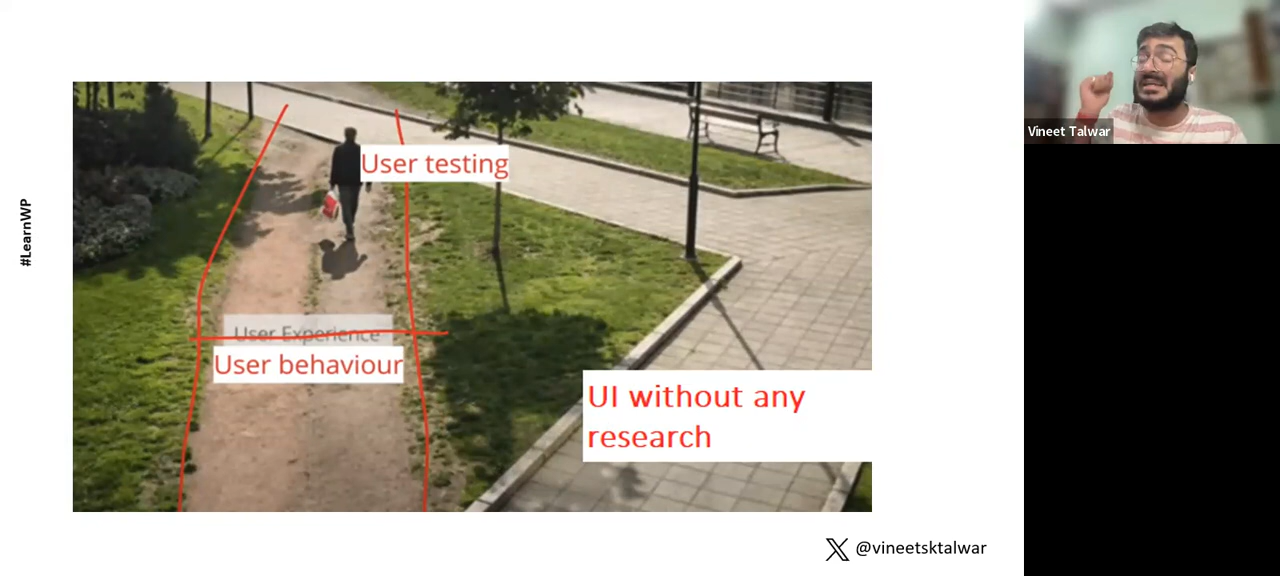 #LearnWP
User testing
User Experience
User behaviour
UI without any
research
@vineetsktalwar
Vineet Talwar